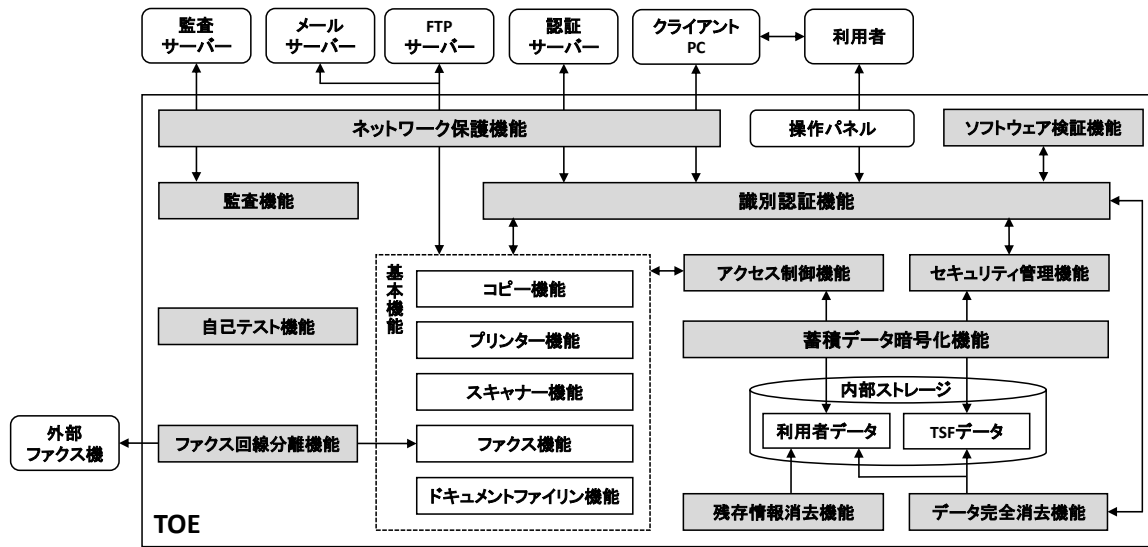 監査
サーバー
メール
サーバー
FTP
サーバー
認証
サーバー
クライアント
PC
利用者
ネットワーク保護機能
操作パネル
ソフトウェア検証機能
監査機能
識別認証機能
基本機能
コピー機能
アクセス制御機能
セキュリティ管理機能
自己テスト機能
プリンター機能
蓄積データ暗号化機能
スキャナー機能
内部ストレージ
外部
ファクス機
ファクス回線分離機能
ファクス機能
利用者データ
TSFデータ
ドキュメントファイリン機能
残存情報消去機能
データ完全消去機能
TOE